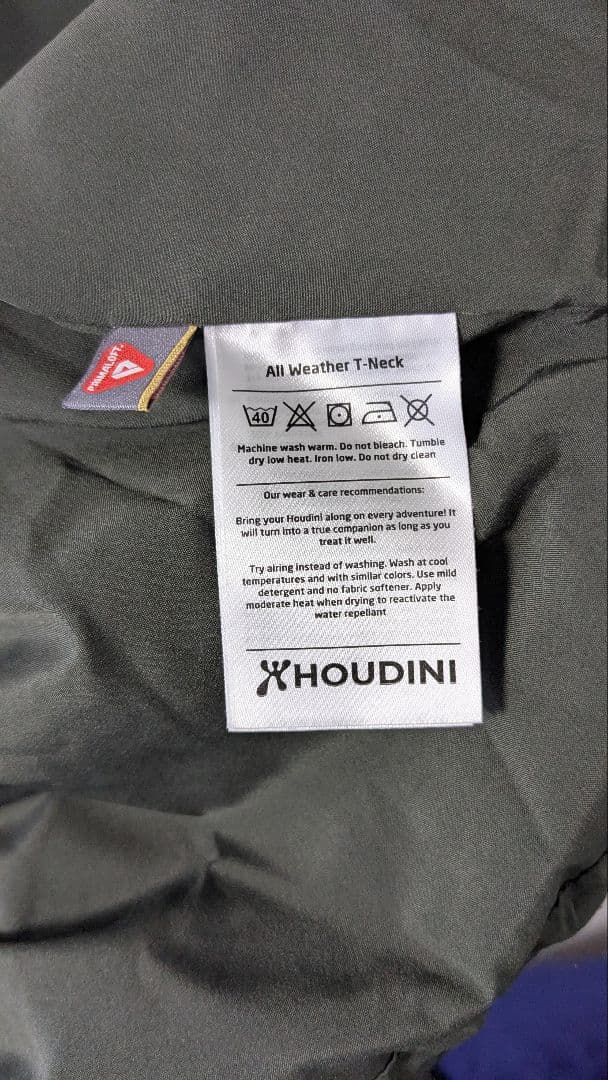 PRIMALOFT
All Weather T-Neck
40
Machine wash warm. Do not bleach. Tumble
dry low heat. Iron low. Do not dry clean
Our wear & care recommendations:
Bring your Houdini along on every adventure! It
will turn into a true companion as long as you
treat it well.
Try airing instead of washing. Wash at cool
temperatures and with similar colors. Use mild
detergent and no fabric softener. Apply
moderate heat when drying to reactivate the
water repellant
HOUDINI